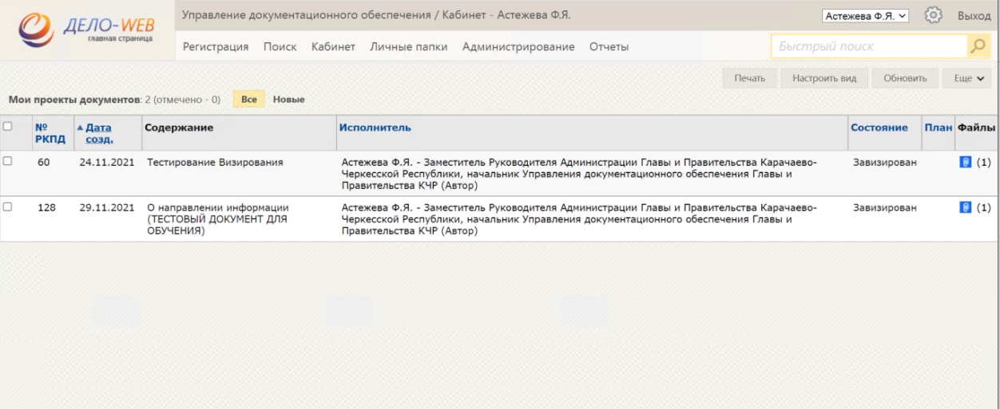 ДЕЛО-WEB
главная страница
Управление документационного обеспечения / Кабинет - Астежева Ф.Я.
Астежева Ф.Я.
Выход
Регистрация Поиск Кабинет Личные папки Администрирование Отчеты
Быстрый поиск
Печать Настроить вид Обновить Еще
Мои проекты документов: 2 (отмечено - 0) Все Новые
№ РКПД
Дата созд.
Содержание
Исполнитель
Состояние
План
Файлы
60
24.11.2021
Тестирование Визирования
Астежева Ф.Я. - Заместитель Руководителя Администрации Главы и Правительства Карачаево-
Черкесской Республики, начальник Управления документационного обеспечения Главы и
Правительства КЧР (Автор)
Завизирован
(1)
128
29.11.2021
О направлении информации
(ТЕСТОВЫЙ ДОКУМЕНТ ДЛЯ
ОБУЧЕНИЯ)
Астежева Ф.Я. - Заместитель Руководителя Администрации Главы и Правительства Карачаево-
Черкесской Республики, начальник Управления документационного обеспечения Главы и
Правительства КЧР (Автор)
Завизирован
(1)